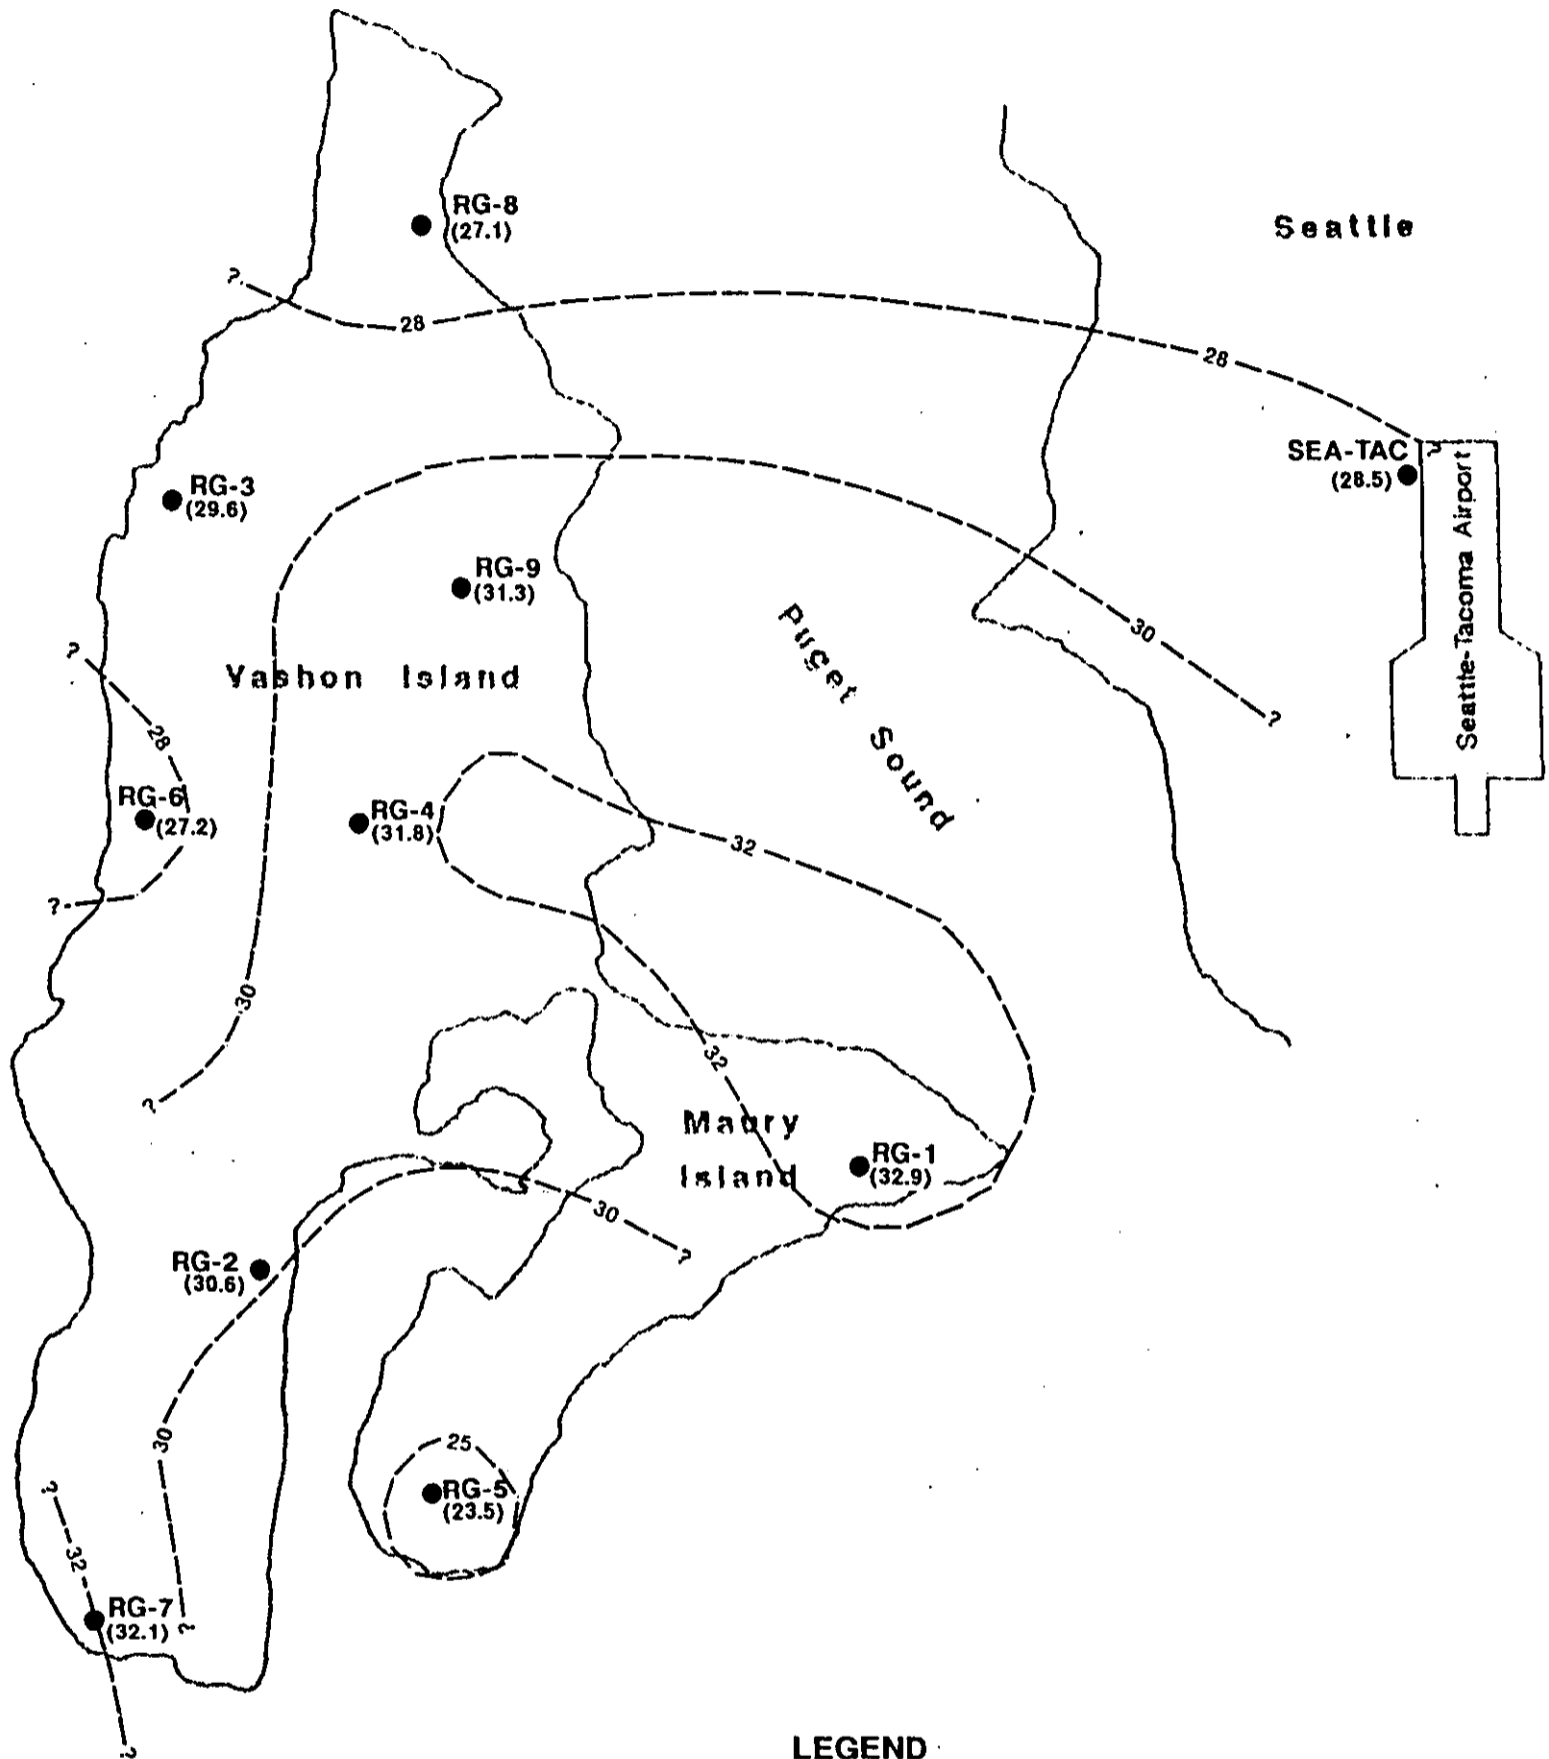 RG-8
(27.1)
Seattle
?
28
28
SEA-TAC
(28.5)
?
Seattle-Tacoma Airport
RG-3
(29.6)
RG-9
(31.3)
Puget Sound
30
?
?
Vashon Island
28
RG-6
(27.2)
RG-4
(31.8)
32
?
30
?
32
Maury
Island
RG-1
(32.9)
30
?
RG-2
(30.6)
30
25
RG-5
(23.5)
?
32
RG-7
(32.1)
?
?
LEGEND